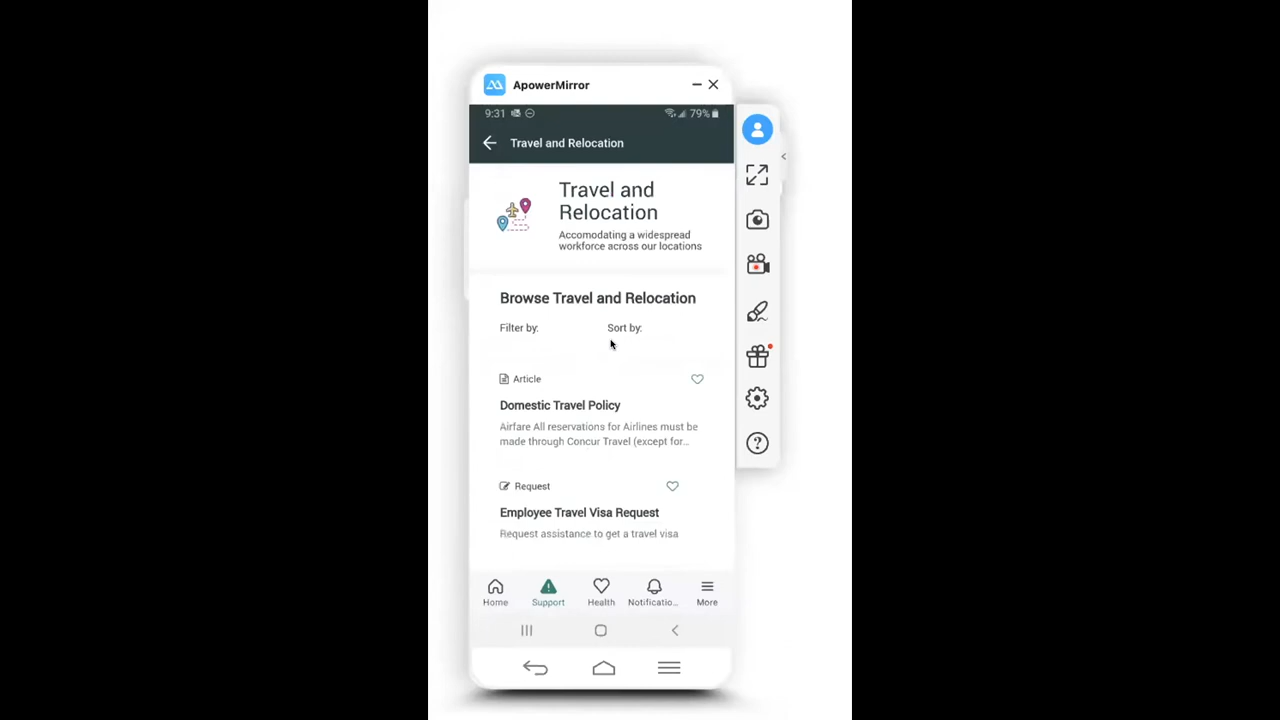 ApowerMirror
9:31
79%
Travel and Relocation
Travel and
Relocation
Accomodating a widespread
workforce across our locations
Browse Travel and Relocation
Filter by:
Sort by:
Article
Domestic Travel Policy
Airfare All reservations for Airlines must be
made through Concur Travel (except for...
Request
Employee Travel Visa Request
Request assistance to get a travel visa
Home
Support
Health
Notificatio...
More